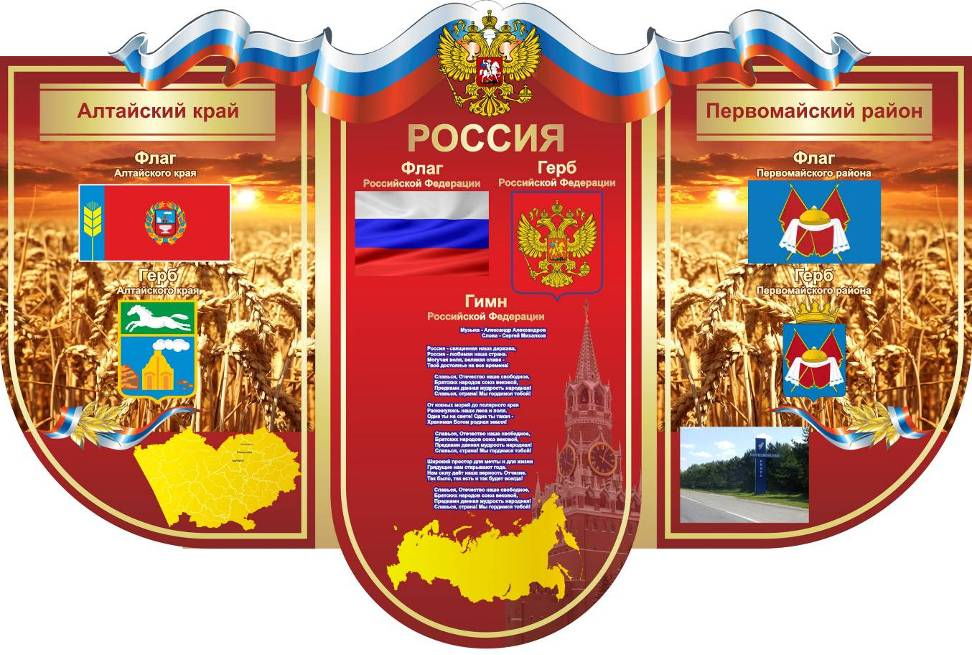 Алтайский край
Флаг
Алтайского края
Герб
Алтайского края
РОССИЯ
Флаг
Российской Федерации
Герб
Российской Федерации
Гимн
Российской Федерации
Музыка - Александр Александров
Слова - Сергей Михалков
Россия - священная наша держава,
Россия - любимая наша страна.
Могучая воля, великая слава -
Твоё достоянье на все времена!
Славься, Отечество наше свободное,
Братских народов союз вековой,
Предками данная мудрость народная!
Славься, страна! Мы гордимся тобой!
От южных морей до полярного края
Раскинулись наши леса и поля.
Одна ты на свете! Одна ты такая -
Хранимая Богом родная земля!
Славься, Отечество наше свободное,
Братских народов союз вековой,
Предками данная мудрость народная!
Славься, страна! Мы гордимся тобой!
Широкий простор для мечты и для жизни
Грядущие нам открывают года.
Нам силу даёт наша верность Отчизне.
Так было, так есть и так будет всегда!
Славься, Отечество наше свободное,
Братских народов союз вековой,
Предками данная мудрость народная!
Славься, страна! Мы гордимся тобой!
Первомайский район
Флаг
Первомайского района
Герб
Первомайского района